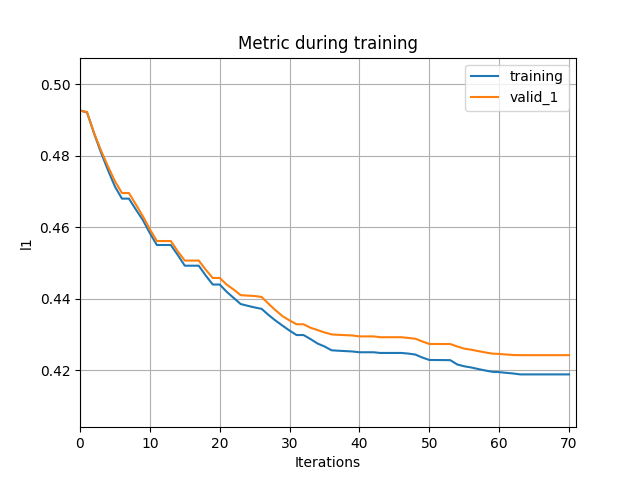 Metric during training
training
valid_1
0.50
0.48
0.46
0.44
0.42
l1
0 10 20 30 40 50 60 70
Iterations